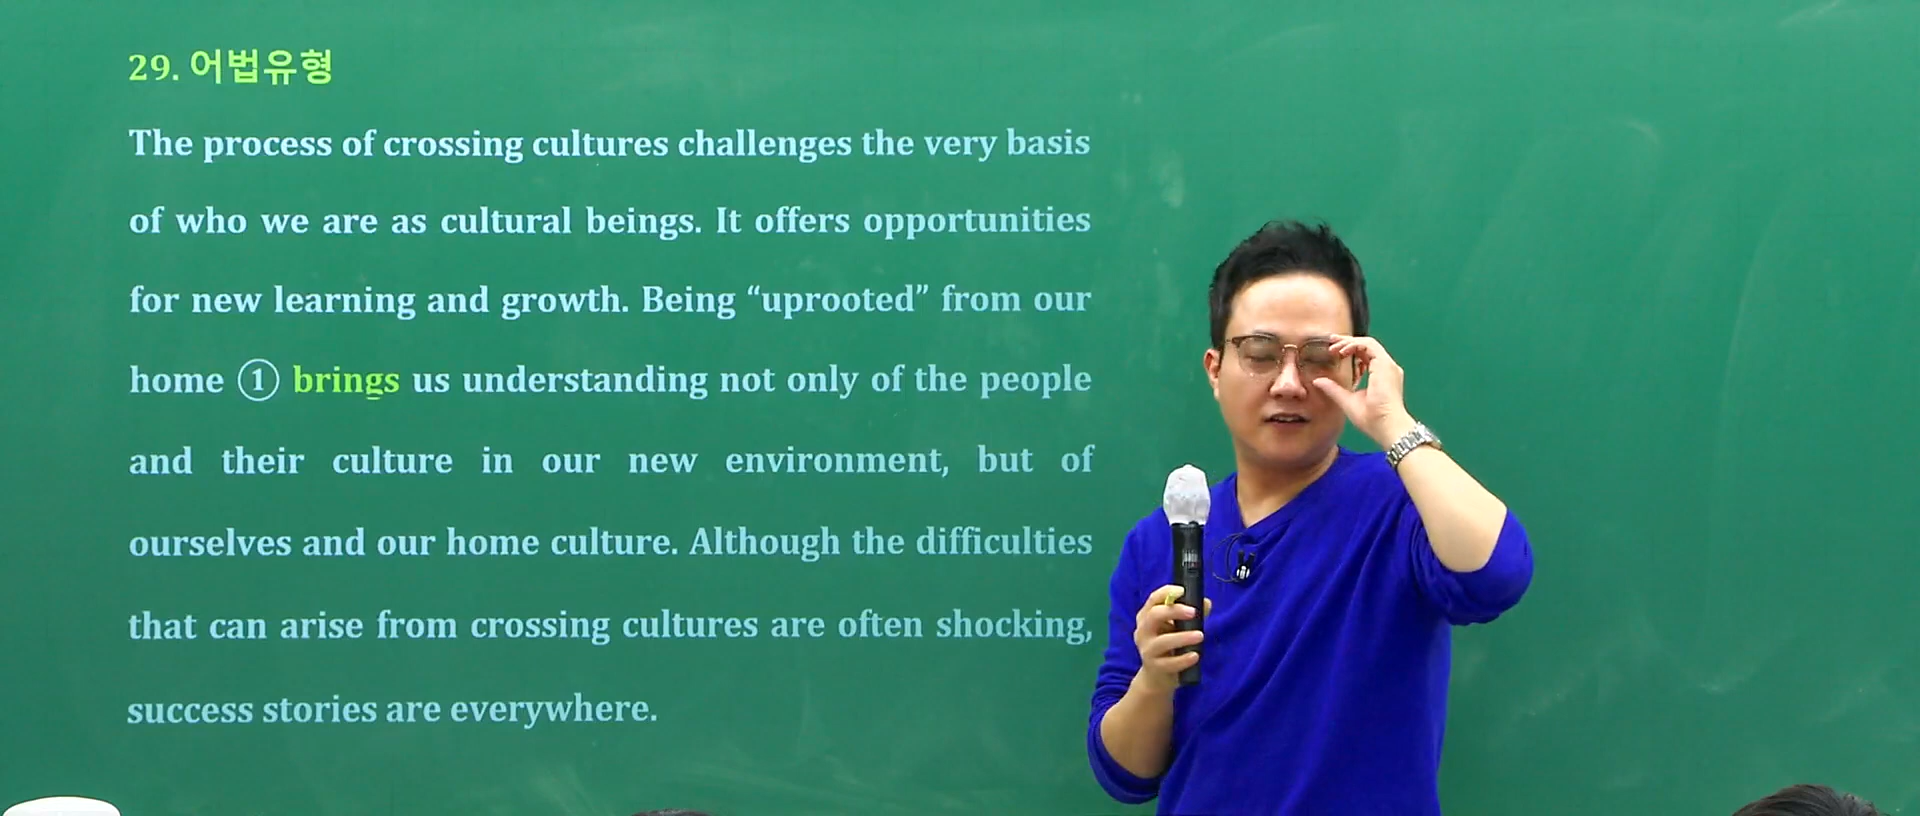 29. 어법유형
The process of crossing cultures challenges the very basis
of who we are as cultural beings. It offers opportunities
for new learning and growth. Being “uprooted” from our
home ① brings us understanding not only of the people
and their culture in our new environment, but of
ourselves and our home culture. Although the difficulties
that can arise from crossing cultures are often shocking,
success stories are everywhere.